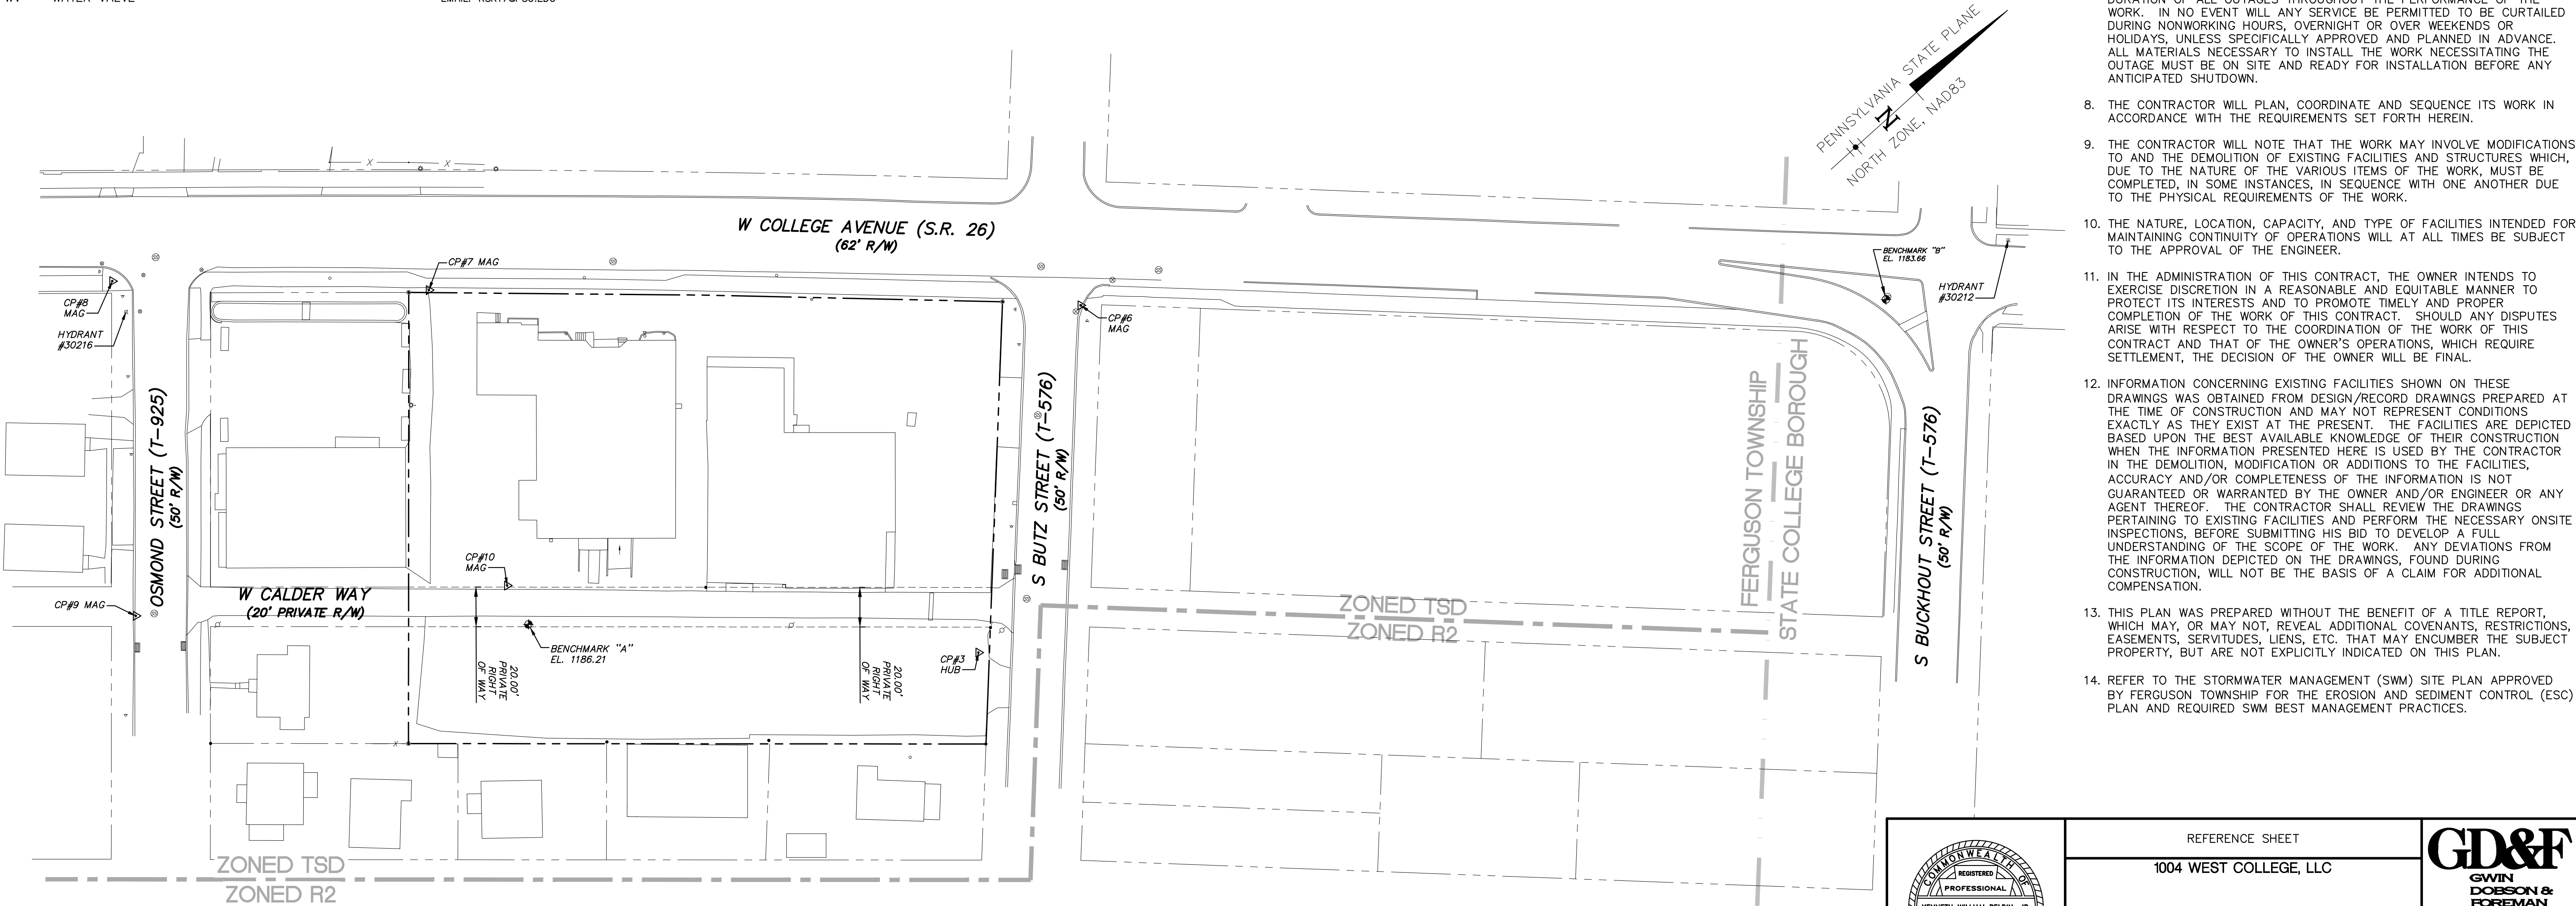 WATER VALVE
DURATION OF ALL OUTAGES THROUGHOUT THE PERFORMANCE OF THE
WORK. IN NO EVENT WILL ANY SERVICE BE PERMITTED TO BE CURTAILED
DURING NONWORKING HOURS, OVERNIGHT OR OVER WEEKENDS OR
HOLIDAYS, UNLESS SPECIFICALLY APPROVED AND PLANNED IN ADVANCE.
ALL MATERIALS NECESSARY TO INSTALL THE WORK NECESSITATING THE
OUTAGE MUST BE ON SITE AND READY FOR INSTALLATION BEFORE ANY
ANTICIPATED SHUTDOWN.
8. THE CONTRACTOR WILL PLAN, COORDINATE AND SEQUENCE ITS WORK IN
ACCORDANCE WITH THE REQUIREMENTS SET FORTH HEREIN.
9. THE CONTRACTOR WILL NOTE THAT THE WORK MAY INVOLVE MODIFICATIONS
TO AND THE DEMOLITION OF EXISTING FACILITIES AND STRUCTURES WHICH,
DUE TO THE NATURE OF THE VARIOUS ITEMS OF THE WORK, MUST BE
COMPLETED, IN SOME INSTANCES, IN SEQUENCE WITH ONE ANOTHER DUE
TO THE PHYSICAL REQUIREMENTS OF THE WORK.
10. THE NATURE, LOCATION, CAPACITY, AND TYPE OF FACILITIES INTENDED FOR
MAINTAINING CONTINUITY OF OPERATIONS WILL AT ALL TIMES BE SUBJECT
TO THE APPROVAL OF THE ENGINEER.
11. IN THE ADMINISTRATION OF THIS CONTRACT, THE OWNER INTENDS TO
EXERCISE DISCRETION IN A REASONABLE AND EQUITABLE MANNER TO
PROTECT ITS INTERESTS AND TO PROMOTE TIMELY AND PROPER
COMPLETION OF THE WORK OF THIS CONTRACT. SHOULD ANY DISPUTES
ARISE WITH RESPECT TO THE COORDINATION OF THE WORK OF THIS
CONTRACT AND THAT OF THE OWNER'S OPERATIONS, WHICH REQUIRE
SETTLEMENT, THE DECISION OF THE OWNER WILL BE FINAL.
12. INFORMATION CONCERNING EXISTING FACILITIES SHOWN ON THESE
DRAWINGS WAS OBTAINED FROM DESIGN/RECORD DRAWINGS PREPARED AT
THE TIME OF CONSTRUCTION AND MAY NOT REPRESENT CONDITIONS
EXACTLY AS THEY EXIST AT THE PRESENT. THE FACILITIES ARE DEPICTED
BASED UPON THE BEST AVAILABLE KNOWLEDGE OF THEIR CONSTRUCTION
WHEN THE INFORMATION PRESENTED HERE IS USED BY THE CONTRACTOR
IN THE DEMOLITION, MODIFICATION OR ADDITIONS TO THE FACILITIES,
ACCURACY AND/OR COMPLETENESS OF THE INFORMATION IS NOT
GUARANTEED OR WARRANTED BY THE OWNER AND/OR ENGINEER OR ANY
AGENT THEREOF. THE CONTRACTOR SHALL REVIEW THE DRAWINGS
PERTAINING TO EXISTING FACILITIES AND PERFORM THE NECESSARY ONSITE
INSPECTIONS, BEFORE SUBMITTING HIS BID TO DEVELOP A FULL
UNDERSTANDING OF THE SCOPE OF THE WORK. ANY DEVIATIONS FROM
THE INFORMATION DEPICTED ON THE DRAWINGS, FOUND DURING
CONSTRUCTION, WILL NOT BE THE BASIS OF A CLAIM FOR ADDITIONAL
COMPENSATION.
13. THIS PLAN WAS PREPARED WITHOUT THE BENEFIT OF A TITLE REPORT,
WHICH MAY, OR MAY NOT, REVEAL ADDITIONAL COVENANTS, RESTRICTIONS,
EASEMENTS, SERVITUDES, LIENS, ETC. THAT MAY ENCUMBER THE SUBJECT
PROPERTY, BUT ARE NOT EXPLICITLY INDICATED ON THIS PLAN.
14. REFER TO THE STORMWATER MANAGEMENT (SWM) SITE PLAN APPROVED
BY FERGUSON TOWNSHIP FOR THE EROSION AND SEDIMENT CONTROL (ESC)
PLAN AND REQUIRED SWM BEST MANAGEMENT PRACTICES.
PENNSYLVANIA STATE PLANE
N
NORTH ZONE, NAD83
X
X
W COLLEGE AVENUE (S.R. 26)
(62' R/W)
BENCHMARK "B"
EL. 1183.66
HYDRANT
#30212
CP#7 MAG
CP#8
MAG
HYDRANT
#30216
CP#6
MAG
OSMOND STREET (T-925)
(50' R/W)
S BUTZ STREET (T-576)
(50' R/W)
FERGUSON TOWNSHIP
STATE COLLEGE BOROUGH
S BUCKHOUT STREET (T-576)
(50' R/W)
CP#10
MAG
CP#9 MAG
W CALDER WAY
(20' PRIVATE R/W)
BENCHMARK "A"
EL. 1186.21
20.00'
PRIVATE
RIGHT
OF WAY
20.00'
PRIVATE
RIGHT
OF WAY
CP#3
HUB
ZONED TSD
ZONED R2
X
ZONED TSD
ZONED R2
COMMONWEALTH OF
REGISTERED
PROFESSIONAL
REFERENCE SHEET
1004 WEST COLLEGE, LLC
GD&F
GWIN
DOBSON &
FOREMAN